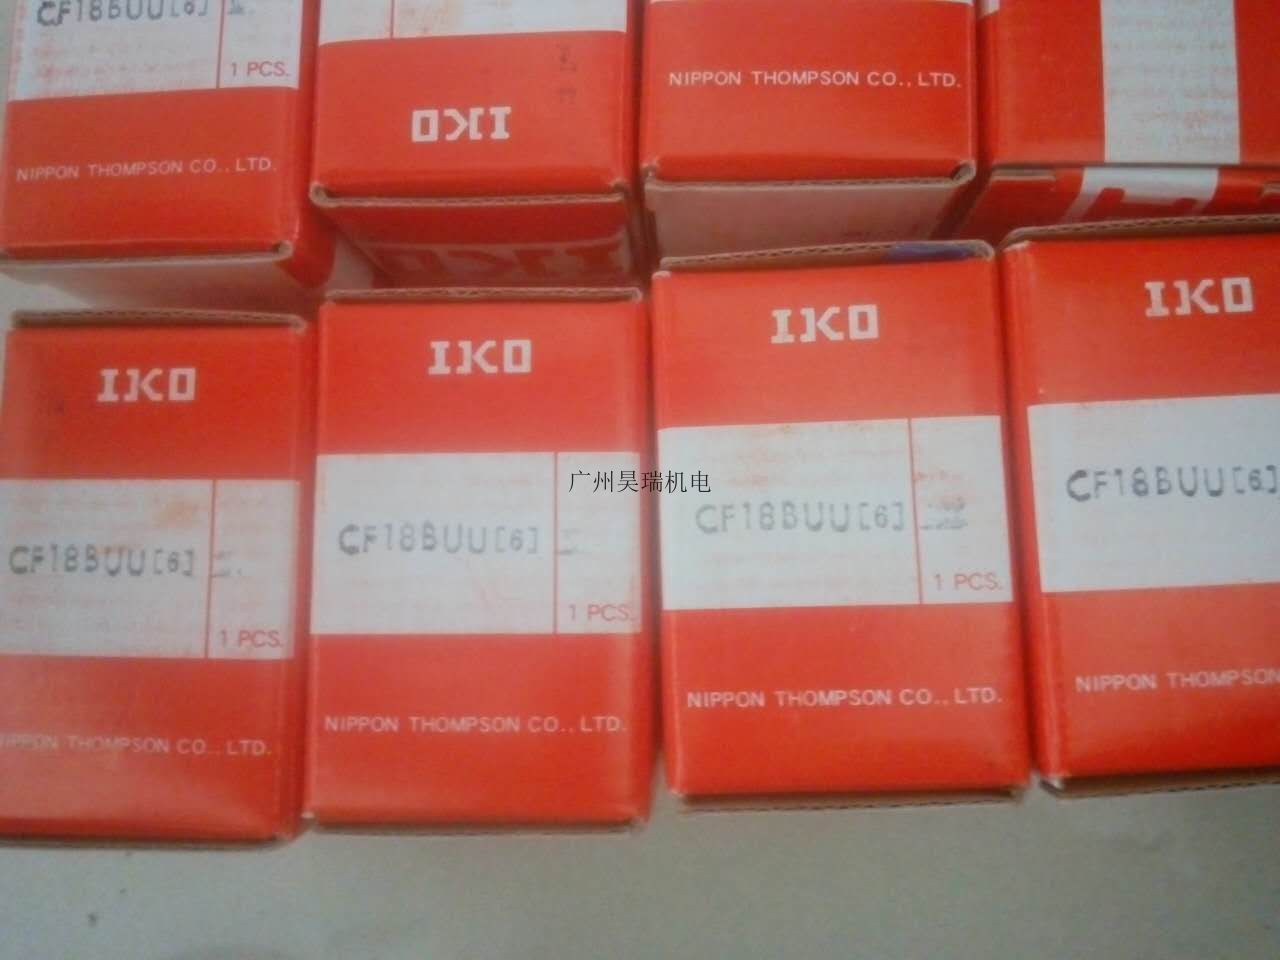 CF18BUU[6]
1 PCS.
NIPPON THOMPSON CO., LTD.
IKO
IKO
NIPPON THOMPSON CO., LTD.
IKO
CF18BUU[6]
1 PCS.
NIPPON THOMPSON CO., LTD.
IKO
CF18BUU[6]
1 PCS.
NIPPON THOMPSON CO., LTD.
IKO
CF18BUU[6]
1 PCS.
NIPPON THOMPSON CO., LTD.
IKO
CF18BUU[6]
NIPPON THOMPSON
广州昊瑞机电